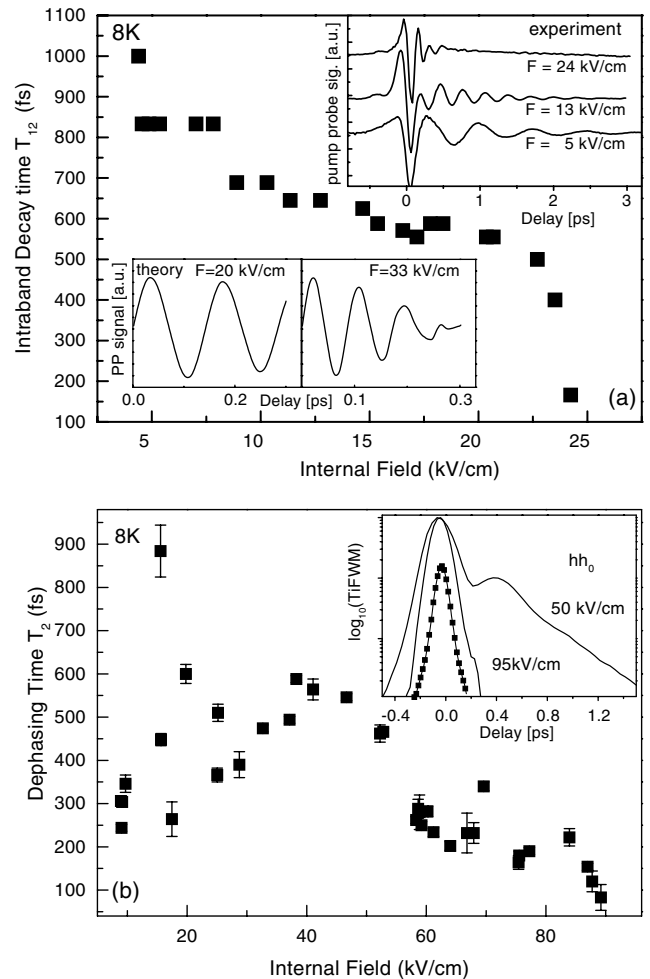 8K
Intraband Decay time T₁₂ (fs)
1000
900
800
700
600
500
400
300
200
100
experiment
F = 24 kV/cm
F = 13 kV/cm
F = 5 kV/cm
pump probe sig. [a.u.]
0 1 2 3
Delay [ps]
theory F=20 kV/cm
F=33 kV/cm
PP signal [a.u.]
0.0 0.2 0.1 0.3
Delay [ps]
(a)
5 10 15 20 25
Internal Field (kV/cm)
8K
Dephasing Time T₂ (fs)
900
800
700
600
500
400
300
200
100
log₁₀(TiFWM)
hh₀
50 kV/cm
95kV/cm
-0.4 0.0 0.4 0.8 1.2
Delay [ps]
(b)
20 40 60 80
Internal Field (kV/cm)